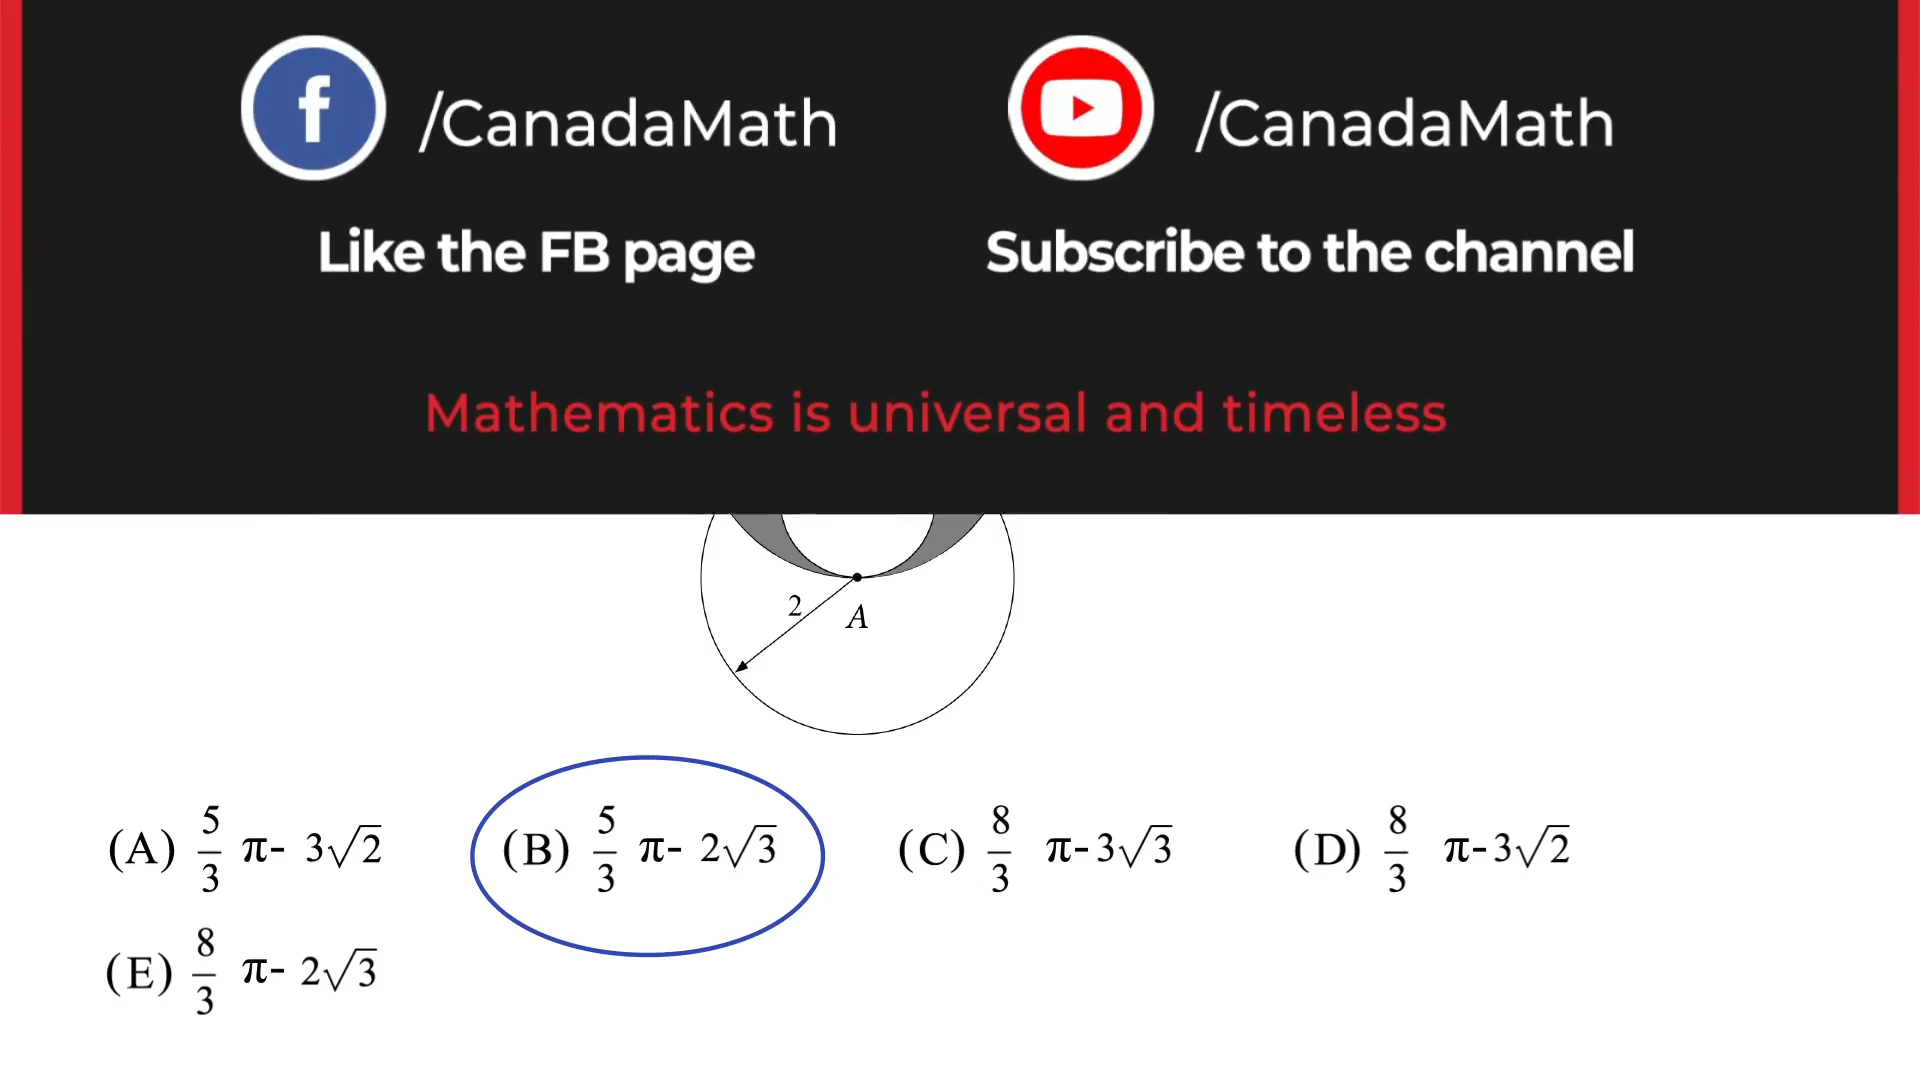 f /CanadaMath /CanadaMath
Like the FB page Subscribe to the channel
Mathematics is universal and timeless
2
A
(A) 5/3 π- 3√2 (B) 5/3 π- 2√3 (C) 8/3 π-3√3 (D) 8/3 π-3√2
(E) 8/3 π- 2√3